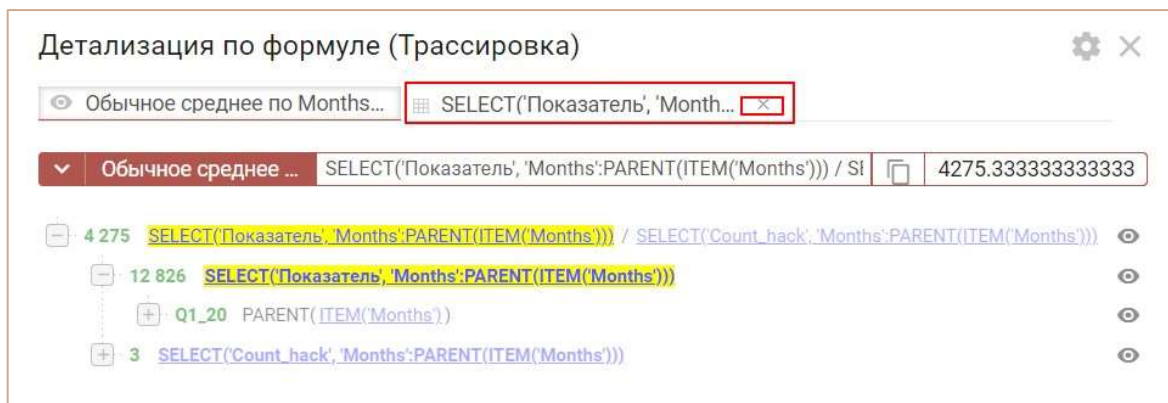 Детализация по формуле (Трассировка)
Обычное среднее по Months... SELECT('Показатель', 'Month...
Обычное среднее ... SELECT('Показатель', 'Months':PARENT(ITEM('Months'))) / SE 4275.333333333333
4 275 SELECT('Показатель', 'Months':PARENT(ITEM('Months'))) / SELECT('Count_hack', 'Months':PARENT(ITEM('Months')))
12 826 SELECT('Показатель', 'Months':PARENT(ITEM('Months')))
Q1_20 PARENT( ITEM('Months') )
3 SELECT('Count_hack', 'Months':PARENT(ITEM('Months')))